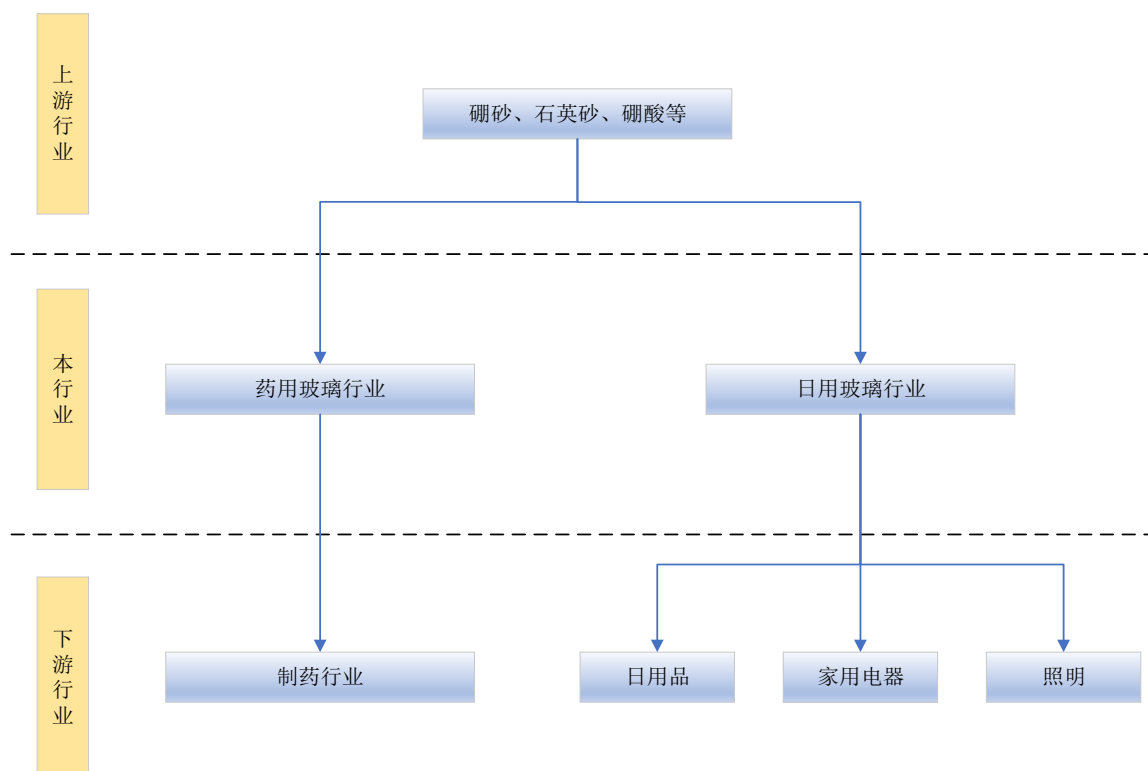 上游行业
硼砂、石英砂、硼酸等
本行业
药用玻璃行业
日用玻璃行业
下游行业
制药行业
日用品
家用电器
照明